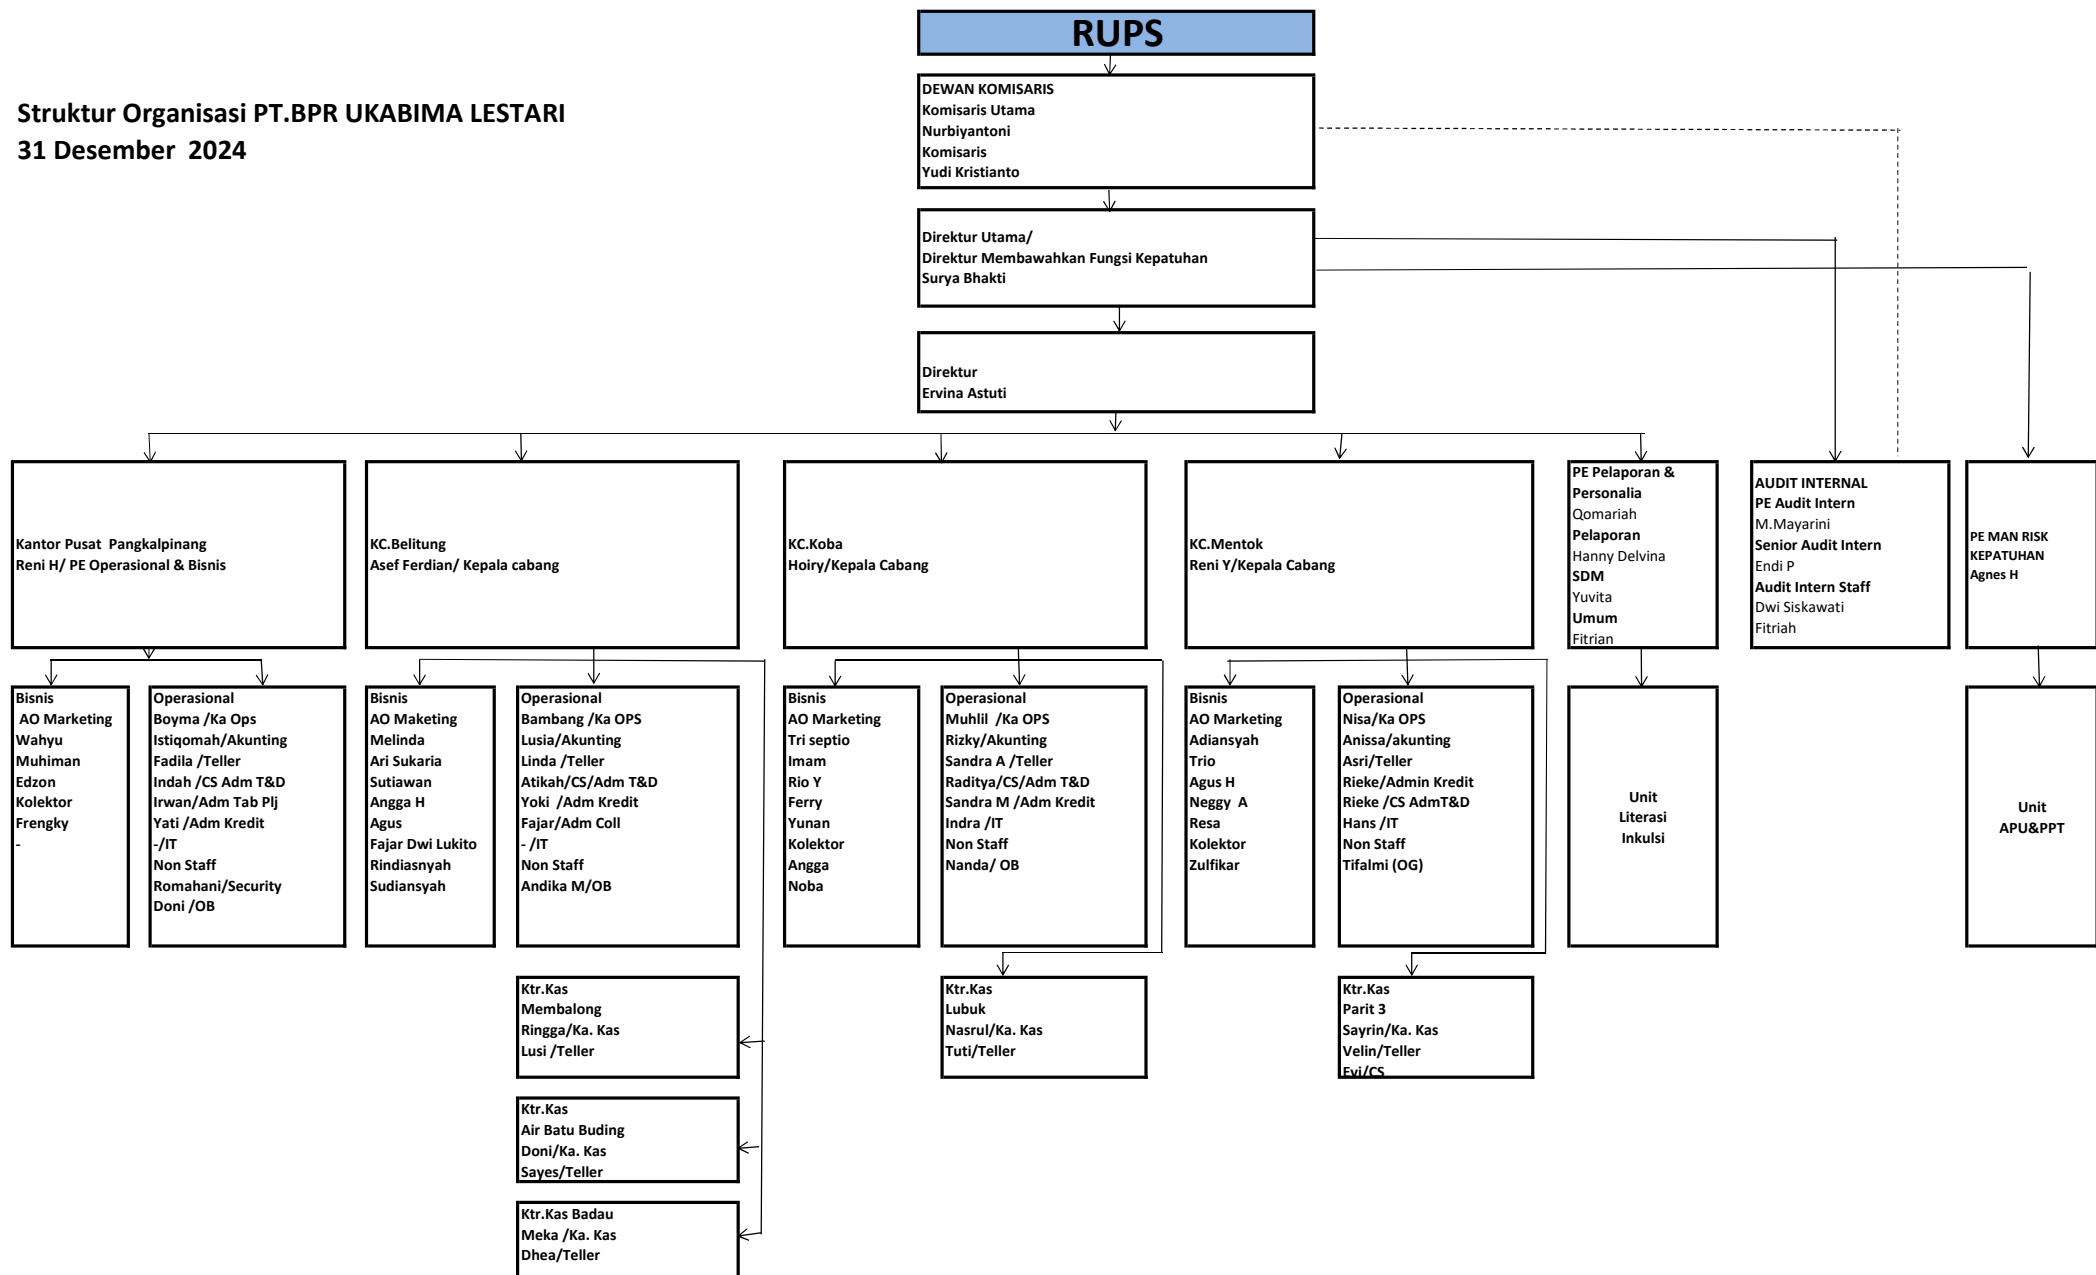 RUPS
Struktur Organisasi PT.BPR UKABIMA LESTARI
31 Desember  2024
DEWAN KOMISARIS
Komisaris Utama
Nurbiyantoni
Komisaris
Yudi Kristianto
Direktur Utama/
Direktur Membawahkan Fungsi Kepatuhan
Surya Bhakti
Direktur
Ervina Astuti
Kantor Pusat  Pangkalpinang
Reni H/ PE Operasional & Bisnis
KC.Belitung
Asef Ferdian/ Kepala cabang
KC.Koba
Hoiry/Kepala Cabang
KC.Mentok
Reni Y/Kepala Cabang
PE Pelaporan &
Personalia
Qomariah
Pelaporan
Hanny Delvina
SDM
Yuvita
Umum
Fitrian
AUDIT INTERNAL
PE Audit Intern
M.Mayarini
Senior Audit Intern
Endi P
Audit Intern Staff
Dwi Siskawati
Fitriah
PE MAN RISK
KEPATUHAN
Agnes H
Bisnis
AO Marketing
Wahyu
Muhiman
Edzon
Kolektor
Frengky
-
Operasional
Boyma /Ka Ops
Istiqomah/Akunting
Fadila /Teller
Indah /CS Adm T&D
Irwan/Adm Tab Plj
Yati /Adm Kredit
-/IT
Non Staff
Romahani/Security
Doni /OB
Bisnis
AO Maketing
Melinda
Ari Sukaria
Sutiawan
Angga H
Agus
Fajar Dwi Lukito
Rindiasnyah
Sudiansyah
Operasional
Bambang /Ka OPS
Lusia/Akunting
Linda /Teller
Atikah/CS/Adm T&D
Yoki  /Adm Kredit
Fajar/Adm Coll
- /IT
Non Staff
Andika M/OB
Bisnis
AO Marketing
Tri septio
Imam
Rio Y
Ferry
Yunan
Kolektor
Angga
Noba
Operasional
Muhlil  /Ka OPS
Rizky/Akunting
Sandra A /Teller
Raditya/CS/Adm T&D
Sandra M /Adm Kredit
Indra /IT
Non Staff
Nanda/ OB
Bisnis
AO Marketing
Adiansyah
Trio
Agus H
Neggy  A
Resa
Kolektor
Zulfikar
Operasional
Nisa/Ka OPS
Anissa/akunting
Asri/Teller
Rieke/Admin Kredit
Rieke /CS AdmT&D
Hans /IT
Non Staff
Tifalmi (OG)
Unit
Literasi
Inkulsi
Unit
APU&PPT
Ktr.Kas
Membalong
Ringga/Ka. Kas
Lusi /Teller
Ktr.Kas
Lubuk
Nasrul/Ka. Kas
Tuti/Teller
Ktr.Kas
Parit 3
Sayrin/Ka. Kas
Velin/Teller
Evi/CS
Ktr.Kas
Air Batu Buding
Doni/Ka. Kas
Sayes/Teller
Ktr.Kas Badau
Meka /Ka. Kas
Dhea/Teller